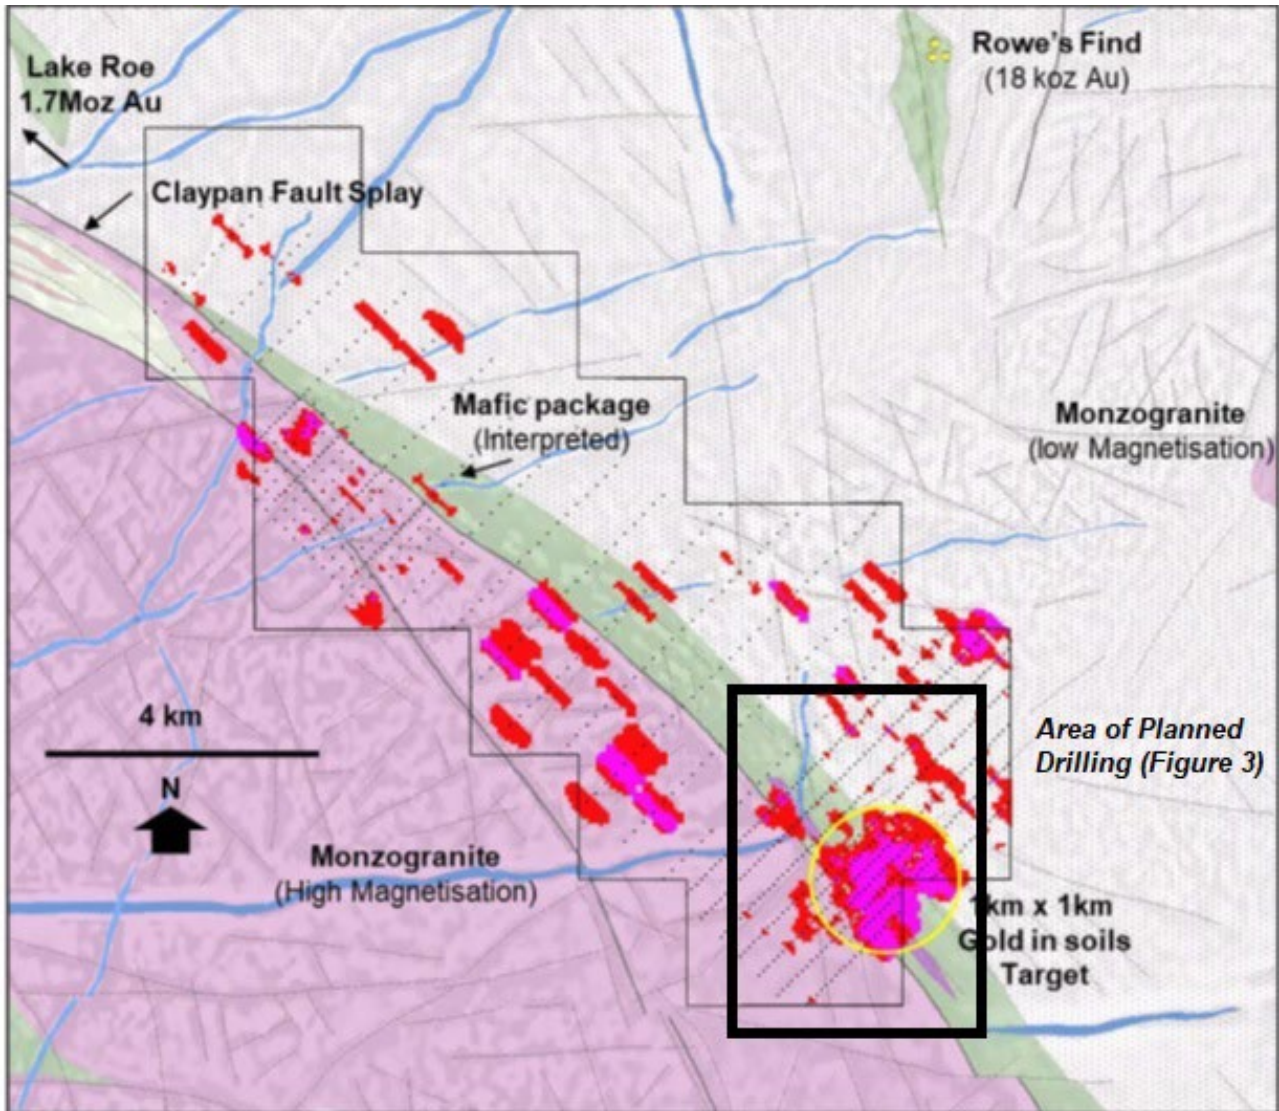 Lake Roe
1.7Moz Au
Rowe's Find
(18 koz Au)
Claypan Fault Splay
Mafic package
(Interpreted)
Monzogranite
(low Magnetisation)
4 km
N
Area of Planned
Drilling (Figure 3)
Monzogranite
(High Magnetisation)
1km x 1km
Gold in soils
Target